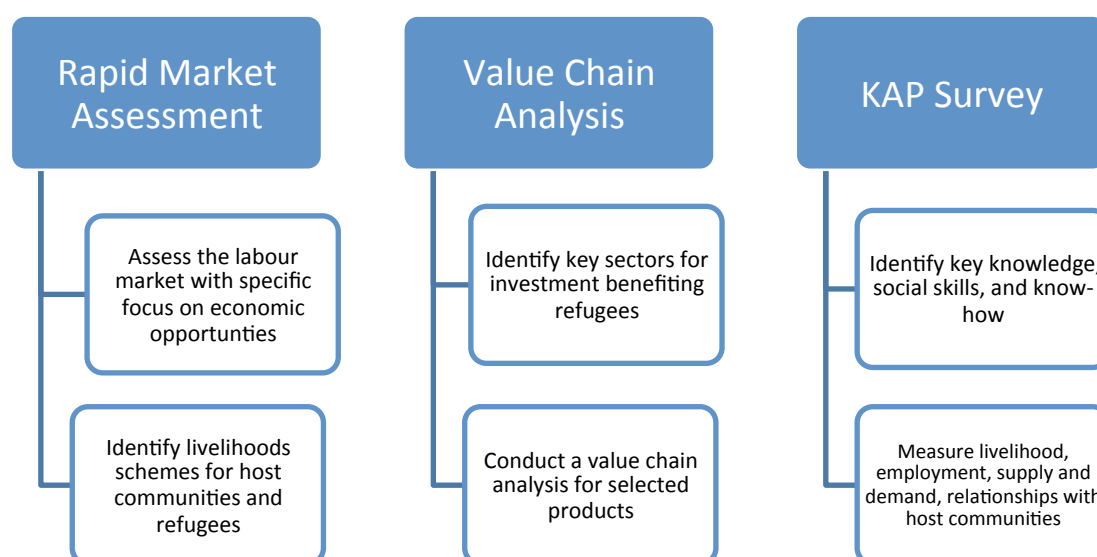 Rapid Market
Assessment
Assess the labour
market with specific
focus on economic
opportunties
Identify livelihoods
schemes for host
communities and
refugees
Value Chain
Analysis
Identify key sectors for
investment benefiting
refugees
Conduct a value chain
analysis for selected
products
KAP Survey
Identify key knowledge,
social skills, and know-
how
Measure livelihood,
employment, supply and
demand, relationships with
host communities